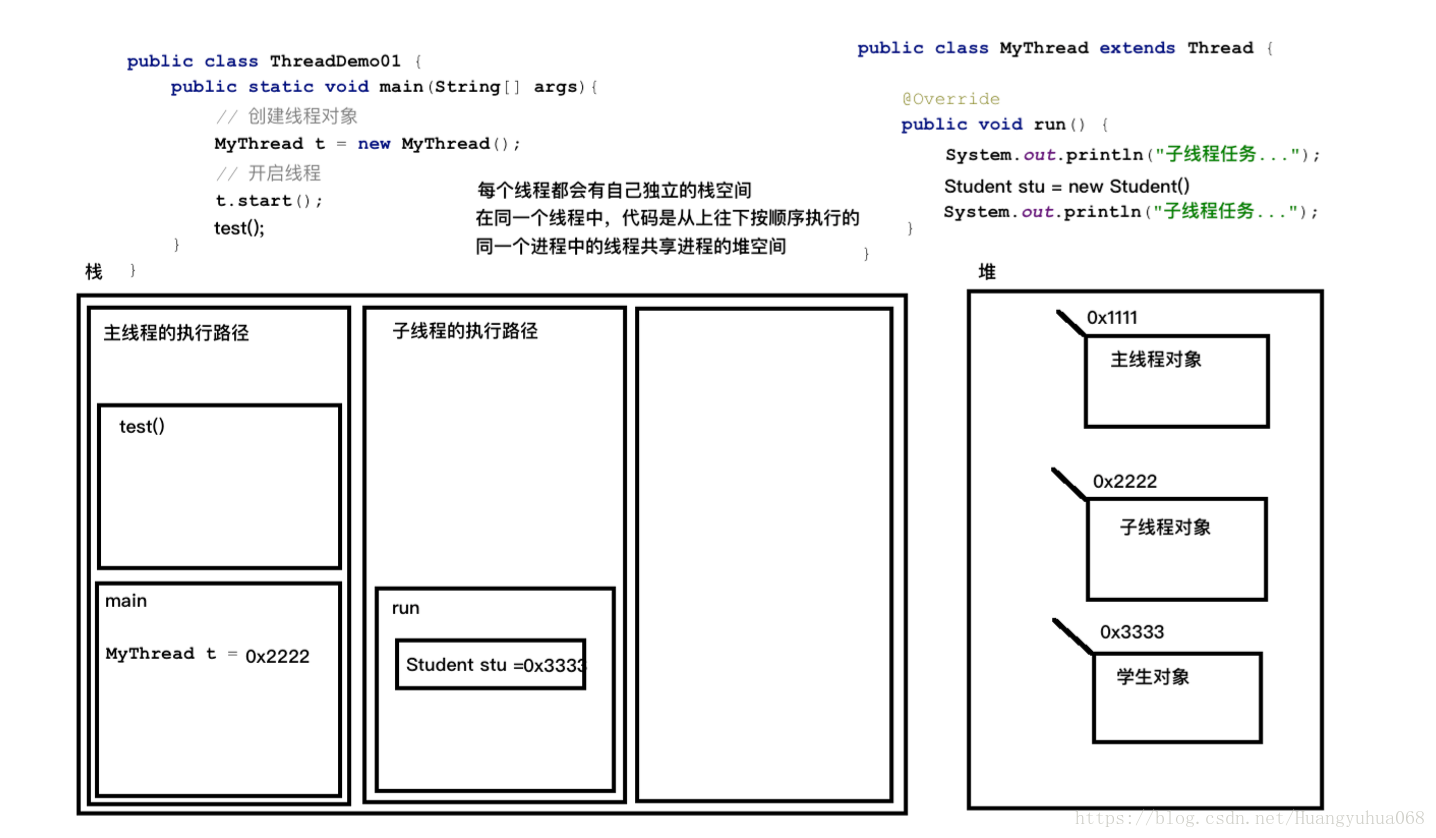 public class ThreadDemo01 {
public static void main(String[] args){
// 创建线程对象
MyThread t = new MyThread();
// 开启线程
t.start();
test();
}
}
每个线程都会有自己独立的栈空间
在同一个线程中，代码是从上往下按顺序执行的
同一个进程中的线程共享进程的堆空间
public class MyThread extends Thread {
@Override
public void run() {
System.out.println("子线程任务...");
Student stu = new Student()
System.out.println("子线程任务...");
}
}
栈
主线程的执行路径
test()
main
MyThread t = 0x2222
子线程的执行路径
run
Student stu =0x3333
堆
0x1111
主线程对象
0x2222
子线程对象
0x3333
学生对象
https://blog.csdn.net/Huangyuhua068